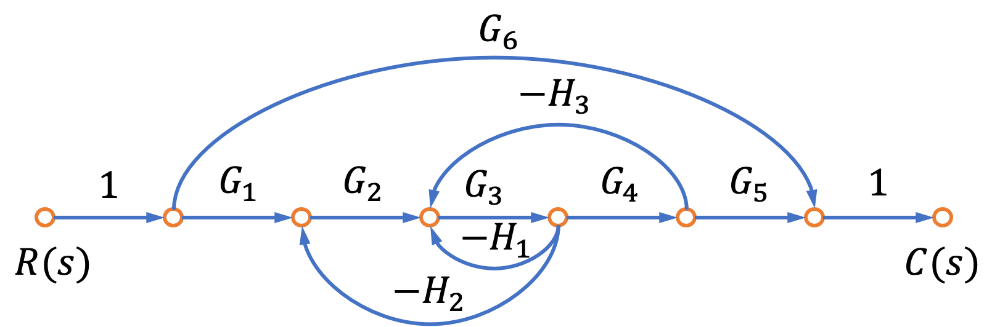 G₆
−H₃
1
G₁
G₂
G₃
G₄
G₅
1
−H₁
R(s)
C(s)
−H₂